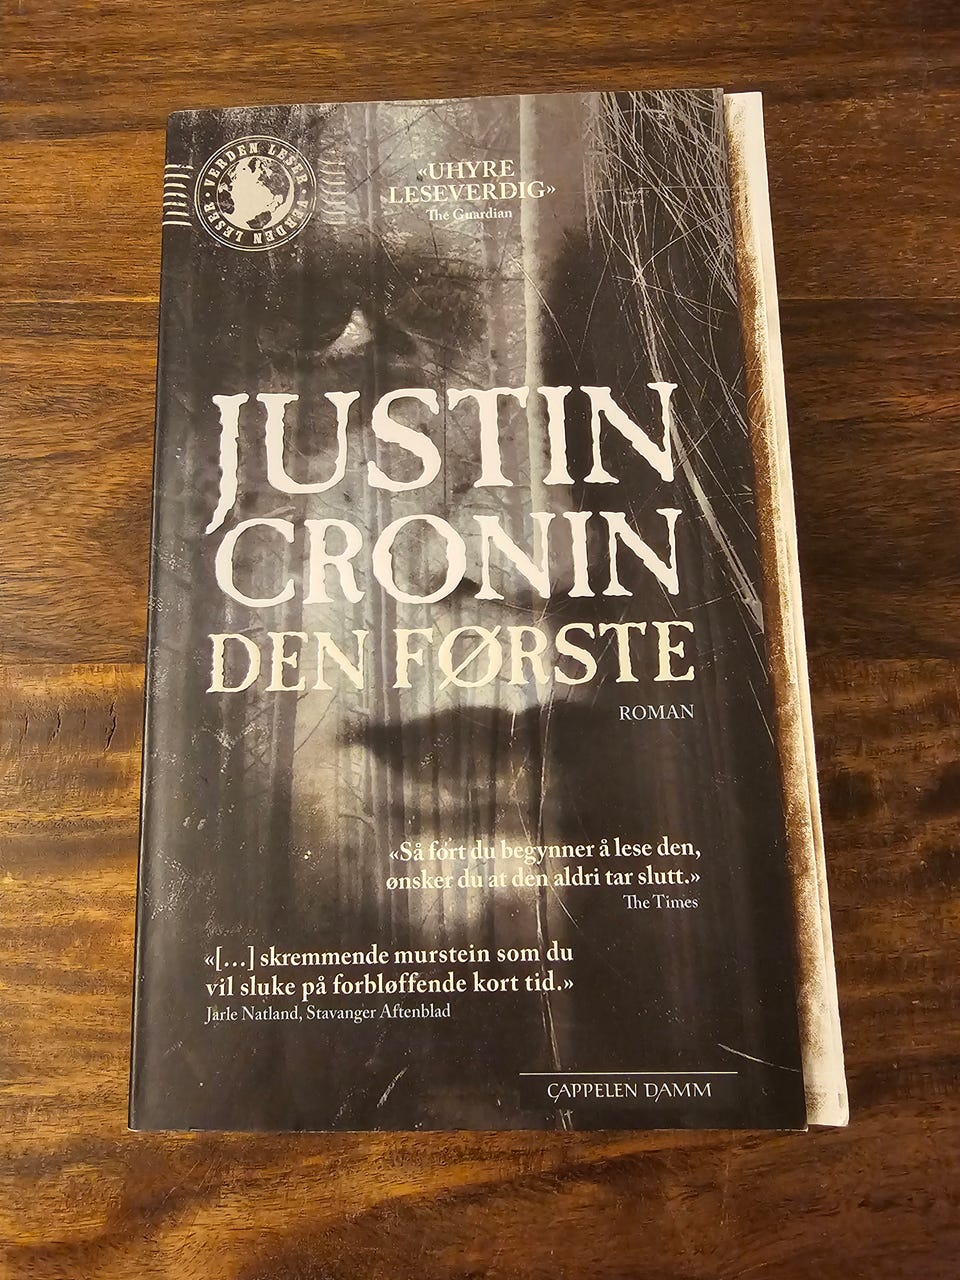 VERDEN LESER · VERDEN LESER ·
«UHYRE
LESEVERDIG»
The Guardian
JUSTIN
CRONIN
DEN FØRSTE
ROMAN
«Så fort du begynner å lese den,
ønsker du at den aldri tar slutt.»
The Times
«[...] skremmende murstein som du
vil sluke på forbløffende kort tid.»
Jarle Natland, Stavanger Aftenblad
CAPPELEN DAMM